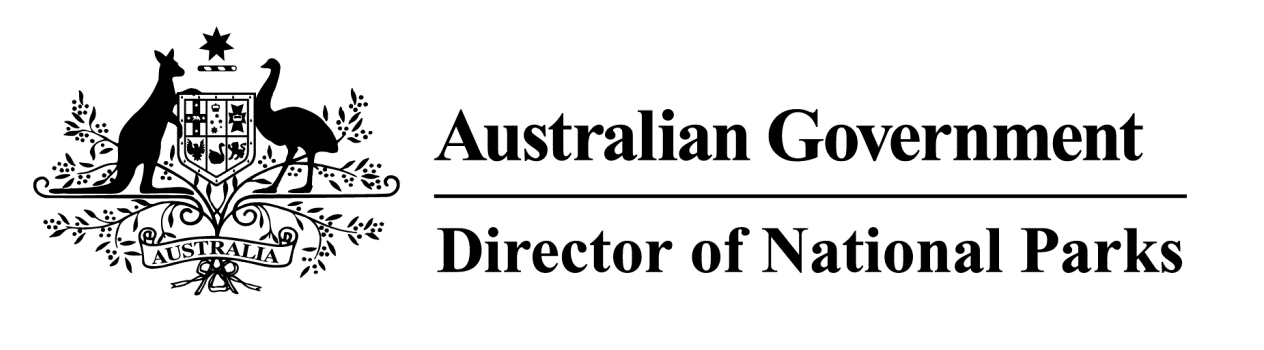 Australian Government
Director of National Parks
AUSTRALIA